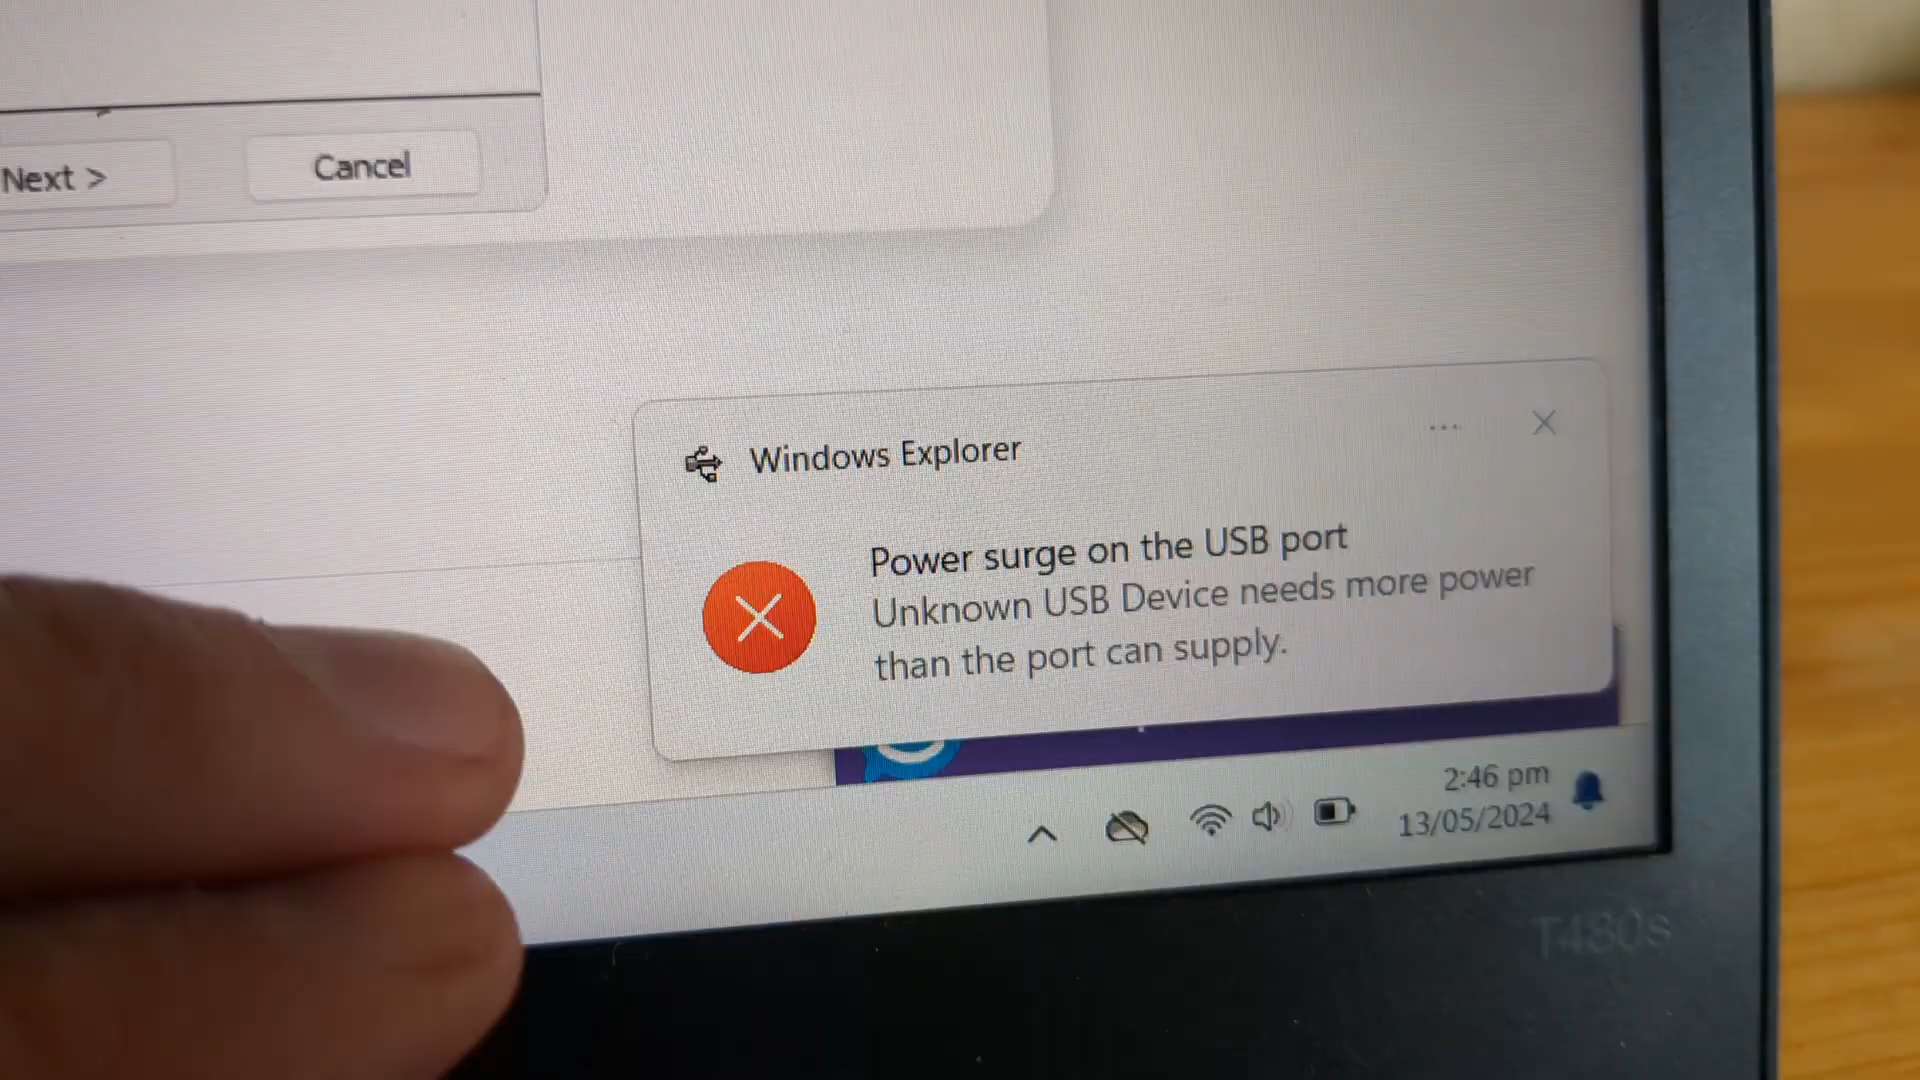 Next >
Cancel
Windows Explorer
Power surge on the USB port
Unknown USB Device needs more power
than the port can supply.
2:46 pm
13/05/2024
T480s